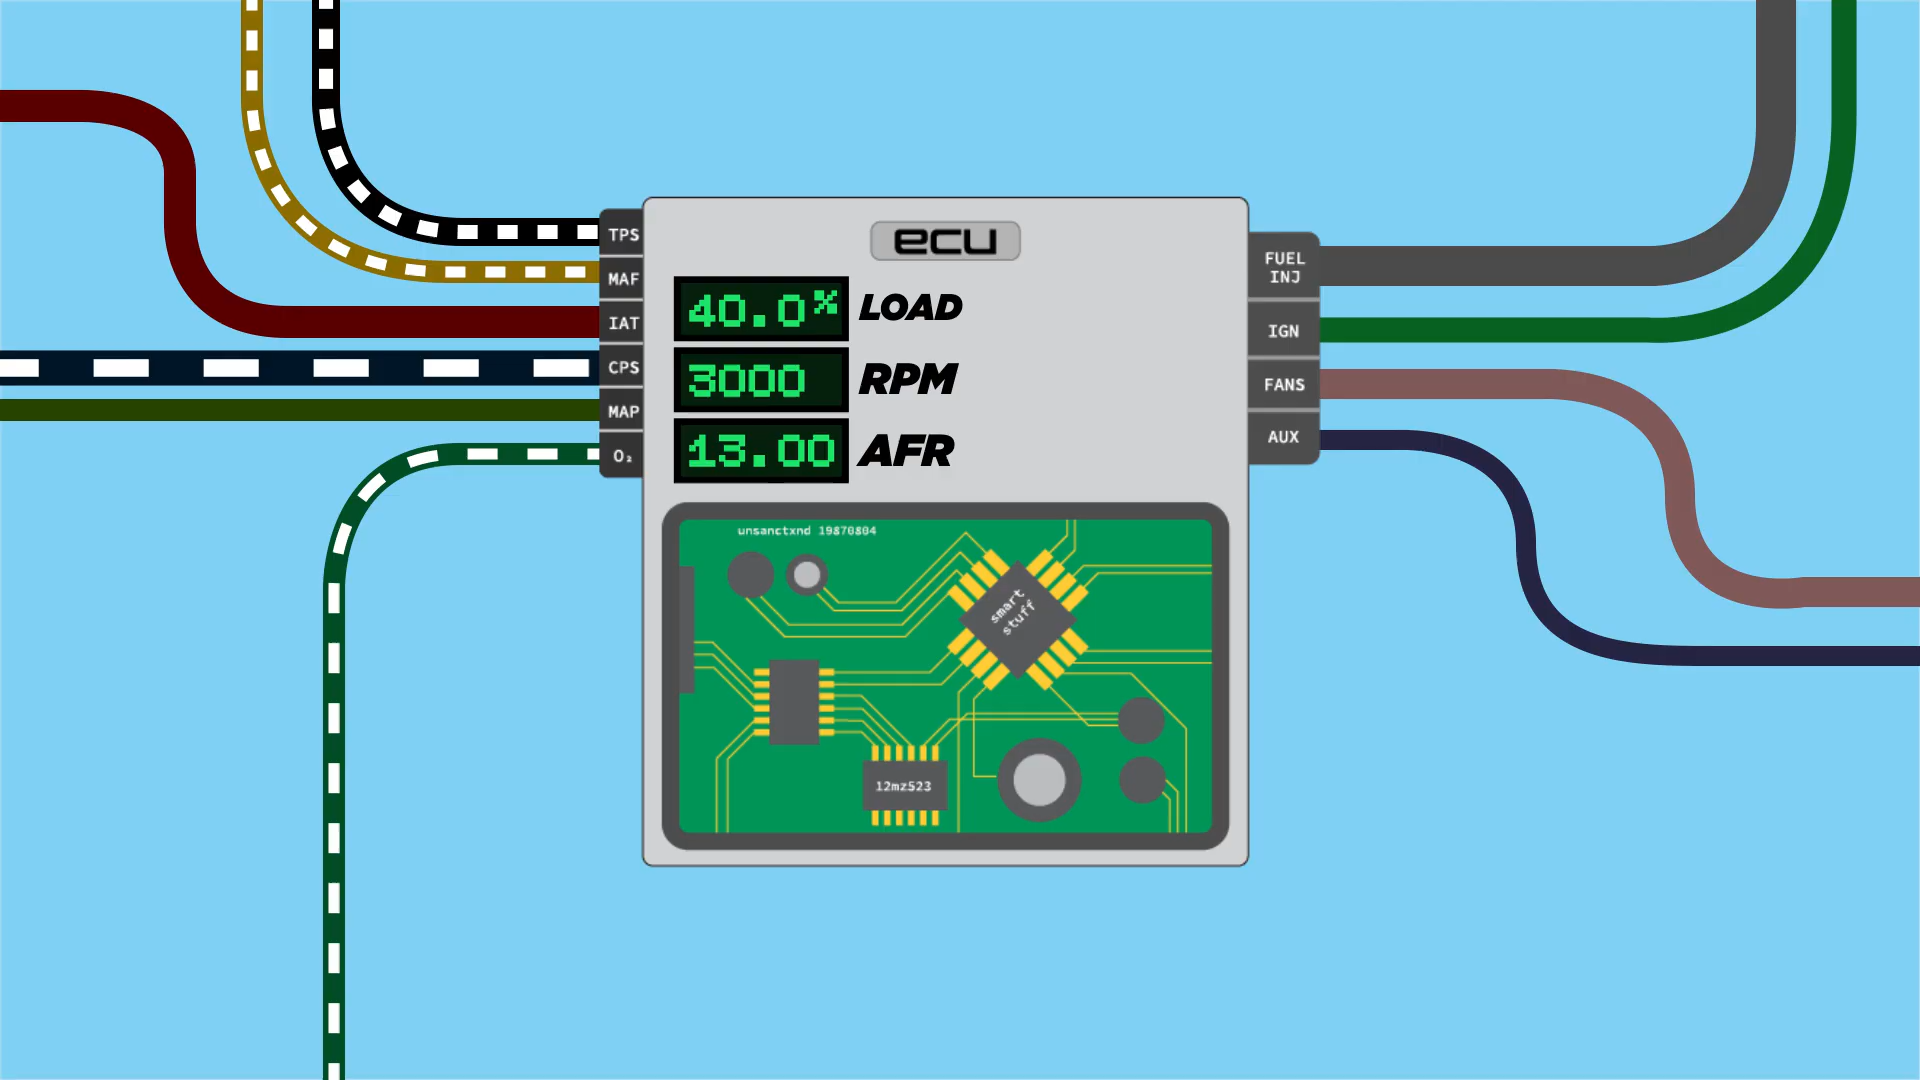 ecu
TPS
MAF
IAT
CPS
MAP
O₂
40.0% LOAD
3000 RPM
13.00 AFR
FUEL
INJ
IGN
FANS
AUX
unsanctxnd 19870804
smart
stuff
12mz523